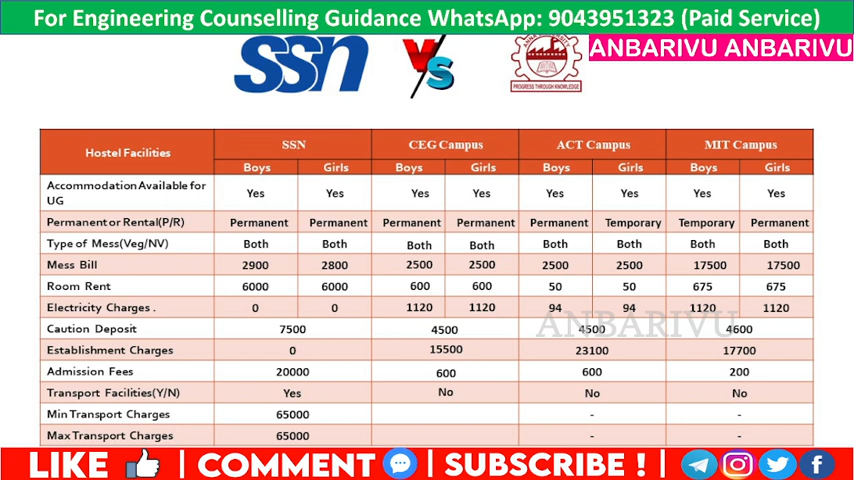 For Engineering Counselling Guidance WhatsApp: 9043951323 (Paid Service)
ssn VS ANNA UNIVERSITY PROGRESS THROUGH KNOWLEDGE ANBARIVU ANBARIVU
Hostel Facilities SSN CEG Campus ACT Campus MIT Campus
Boys Girls Boys Girls Boys Girls Boys Girls
Accommodation Available for UG Yes Yes Yes Yes Yes Yes Yes Yes
Permanent or Rental(P/R) Permanent Permanent Permanent Permanent Permanent Temporary Temporary Permanent
Type of Mess(Veg/NV) Both Both Both Both Both Both Both Both
Mess Bill 2900 2800 2500 2500 2500 2500 17500 17500
Room Rent 6000 6000 600 600 50 50 675 675
Electricity Charges . 0 0 1120 1120 94 94 1120 1120
ANBARIVU
Caution Deposit 7500 4500 4500 4600
Establishment Charges 0 15500 23100 17700
Admission Fees 20000 600 600 200
Transport Facilities(Y/N) Yes No No No
Min Transport Charges 65000 - -
Max Transport Charges 65000 - -
LIKE | COMMENT | SUBSCRIBE ! |